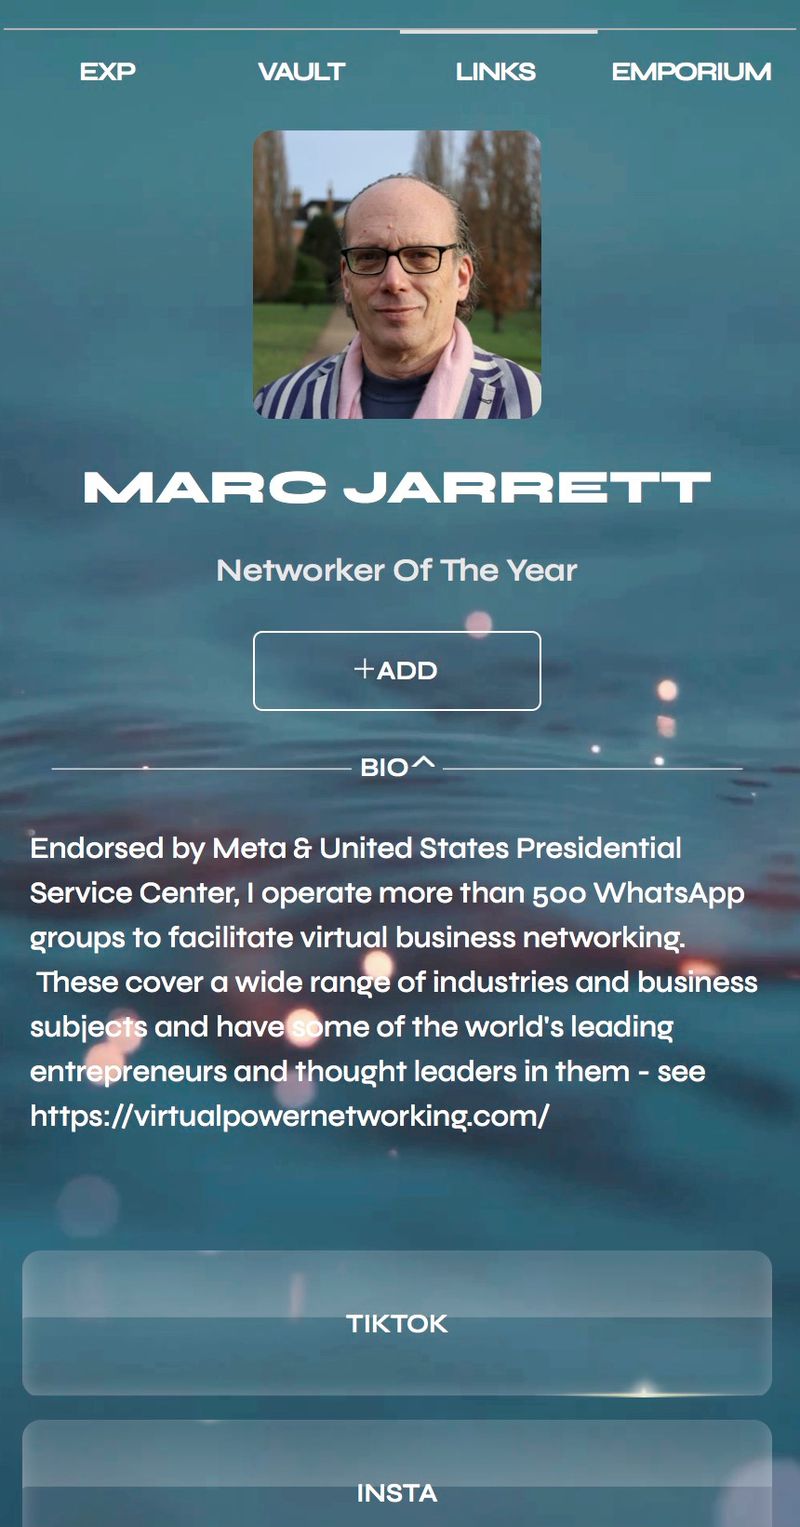 EXP VAULT LINKS EMPORIUM
MARC JARRETT
Networker Of The Year
+ADD
BIO^
Endorsed by Meta & United States Presidential
Service Center, I operate more than 500 WhatsApp
groups to facilitate virtual business networking.
These cover a wide range of industries and business
subjects and have some of the world's leading
entrepreneurs and thought leaders in them - see
https://virtualpowernetworking.com/
TIKTOK
INSTA